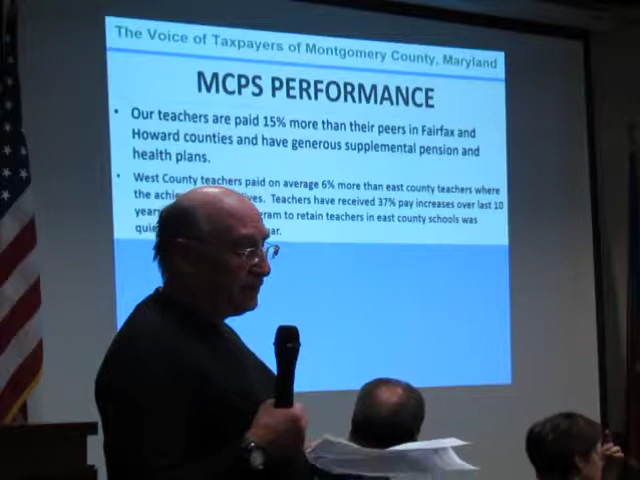 The Voice of Taxpayers of Montgomery County, Maryland
MCPS PERFORMANCE
• Our teachers are paid 15% more than their peers in Fairfax and
Howard counties and have generous supplemental pension and
health plans.
• West County teachers paid on average 6% more than east county teachers where
the Teachers have received 37% pay increases over last 10
to retain teachers in east county schools was